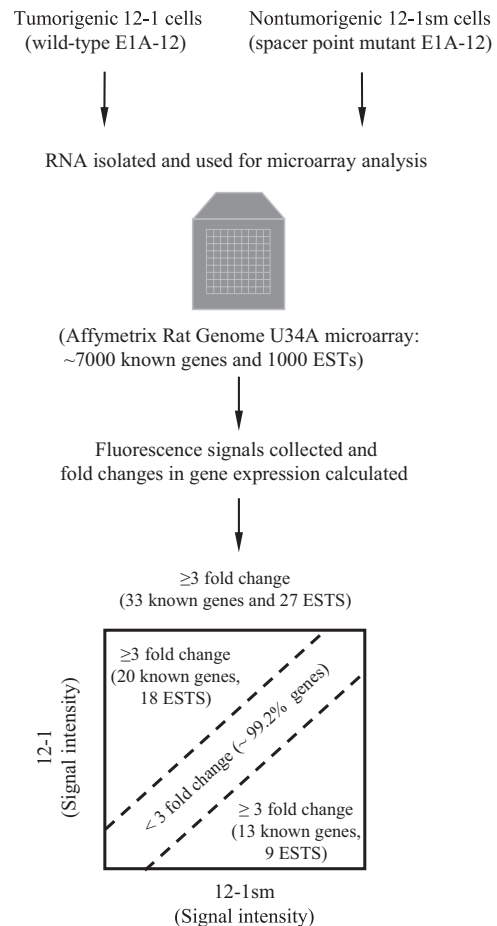 Tumorigenic 12-1 cells
(wild-type E1A-12)
Nontumorigenic 12-1sm cells
(spacer point mutant E1A-12)
RNA isolated and used for microarray analysis
(Affymetrix Rat Genome U34A microarray:
~7000 known genes and 1000 ESTs)
Fluorescence signals collected and
fold changes in gene expression calculated
≥3 fold change
(33 known genes and 27 ESTS)
≥3 fold change
(20 known genes,
18 ESTS)
< 3 fold change (~ 99.2% genes)
≥ 3 fold change
(13 known genes,
9 ESTS)
12-1
(Signal intensity)
12-1sm
(Signal intensity)